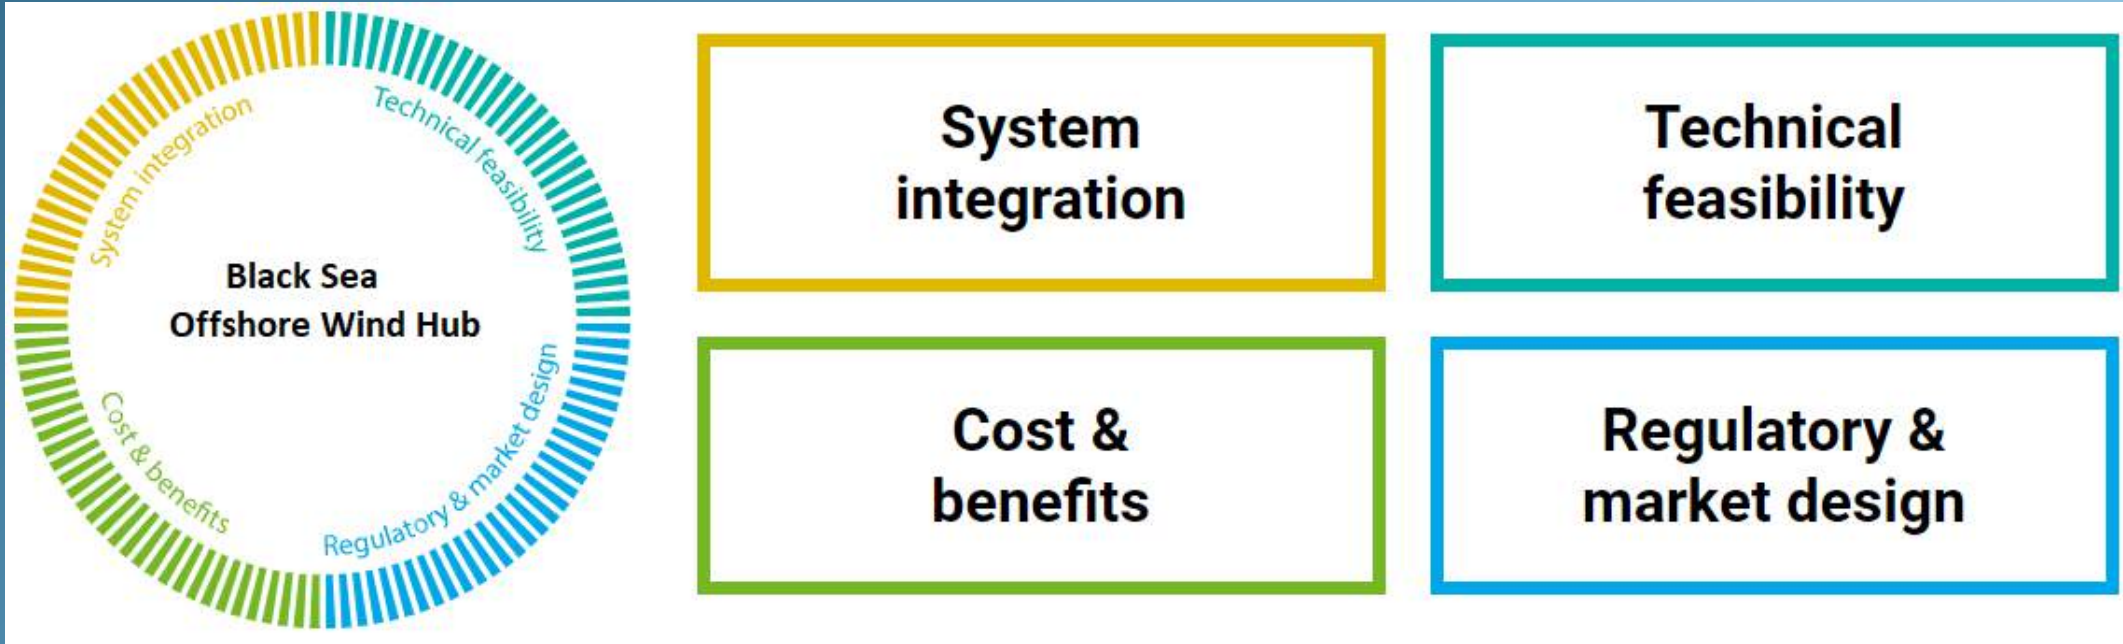 System integration
Technical feasibility
Black Sea
Offshore Wind Hub
Cost & benefits
Regulatory & market design
System
integration
Technical
feasibility
Cost &
benefits
Regulatory &
market design